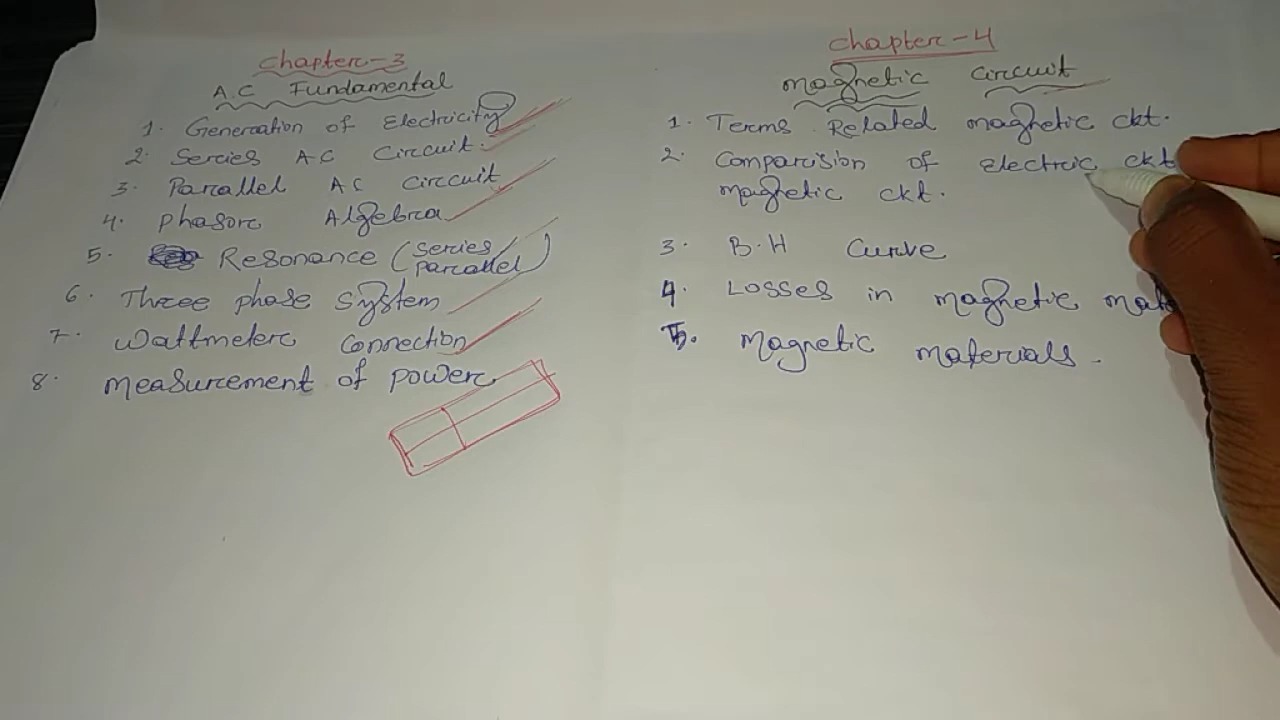 Chapter-3
A.C Fundamental
1. Generation of Electricity
2. Series A.C Circuit.
3. Parallel AC Circuit
4. Phasor Algebra
5. Resonance (series/
parallel)
6. Three phase system
7. Wattmeter Connection
8. Measurement of power
Chapter-4
Magnetic Circuit
1. Terms Related magnetic ckt.
2. Comparision of electric ckt
magnetic ckt.
3. B.H Curve
4. Losses in magnetic
5. Magnetic materials.